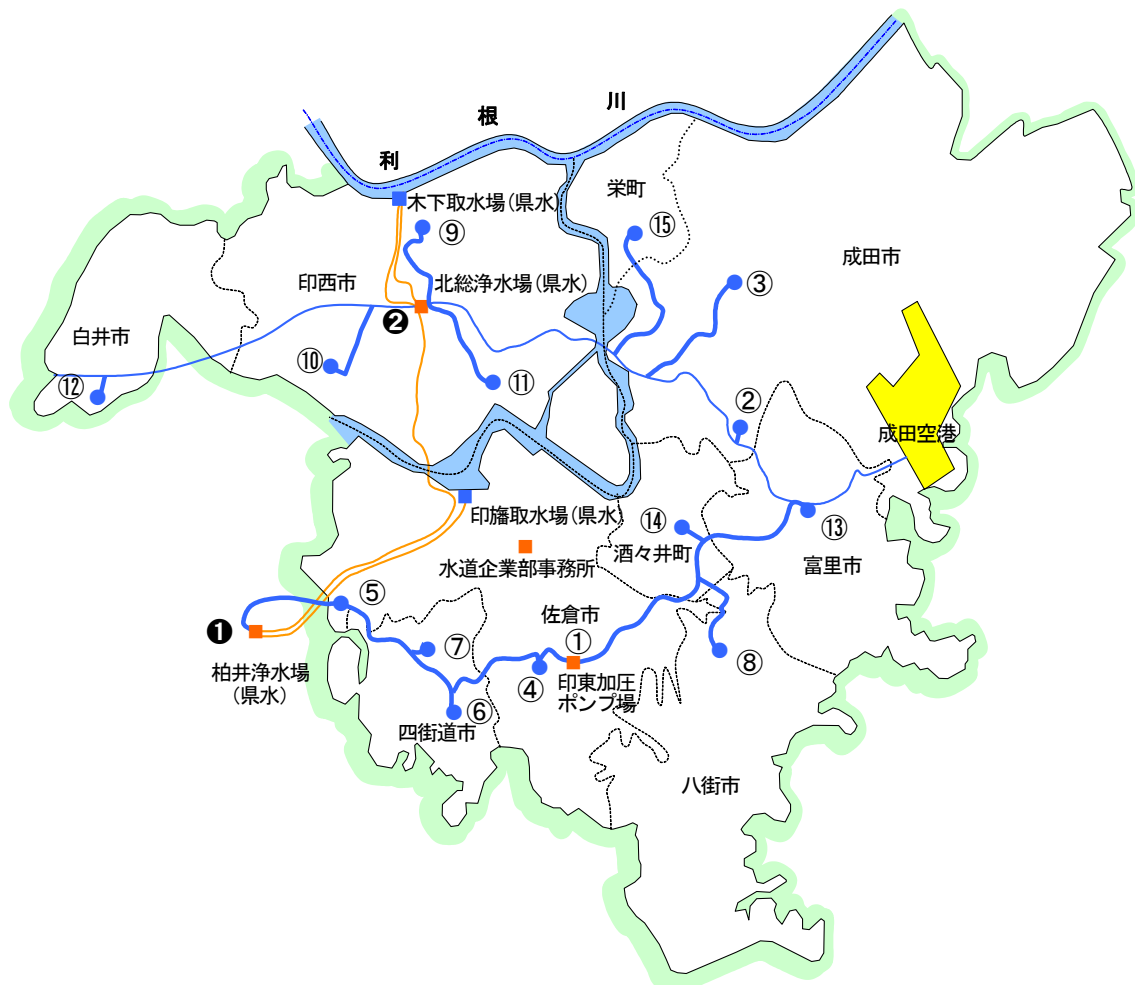 利 根 川
栄町
木下取水場(県水)
⑨
⑮
成田市
③
印西市
北総浄水場(県水)
❷
白井市
⑩
⑪
⑫
②
成田空港
印旛取水場(県水)
⑭
⑬
酒々井町
水道企業部事務所
富里市
⑤
佐倉市
❶
①
⑦
⑧
柏井浄水場
(県水)
④
印東加圧
ポンプ場
⑥
四街道市
八街市